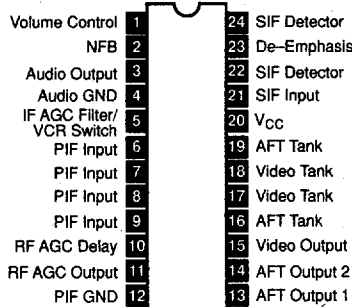 Volume Control 1
NFB 2
Audio Output 3
Audio GND 4
IF AGC Filter/
VCR Switch 5
PIF Input 6
PIF Input 7
PIF Input 8
PIF Input 9
RF AGC Delay 10
RF AGC Output 11
PIF GND 12
24 SIF Detector
23 De–Emphasis
22 SIF Detector
21 SIF Input
20 VCC
19 AFT Tank
18 Video Tank
17 Video Tank
16 AFT Tank
15 Video Output
14 AFT Output 2
13 AFT Output 1